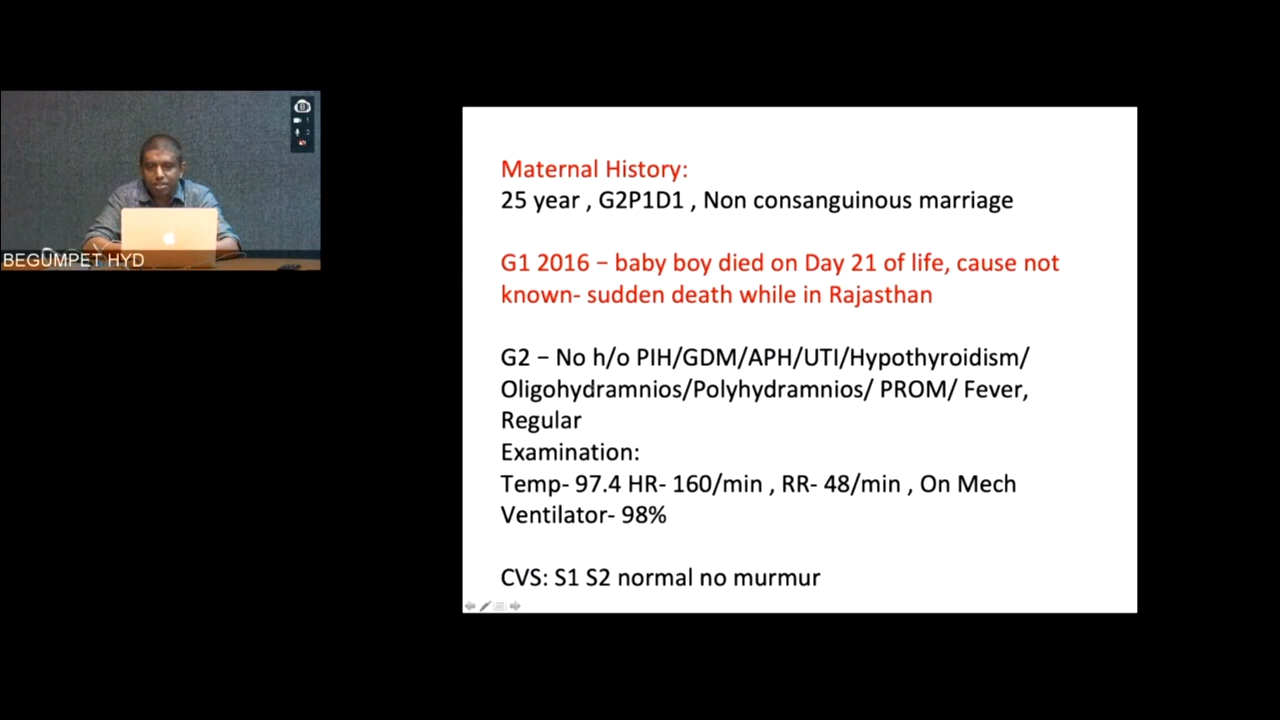 BEGUMPET HYD
Maternal History:
25 year , G2P1D1 , Non consanguinous marriage
G1 2016 – baby boy died on Day 21 of life, cause not
known- sudden death while in Rajasthan
G2 – No h/o PIH/GDM/APH/UTI/Hypothyroidism/
Oligohydramnios/Polyhydramnios/ PROM/ Fever,
Regular
Examination:
Temp- 97.4 HR- 160/min , RR- 48/min , On Mech
Ventilator- 98%
CVS: S1 S2 normal no murmur